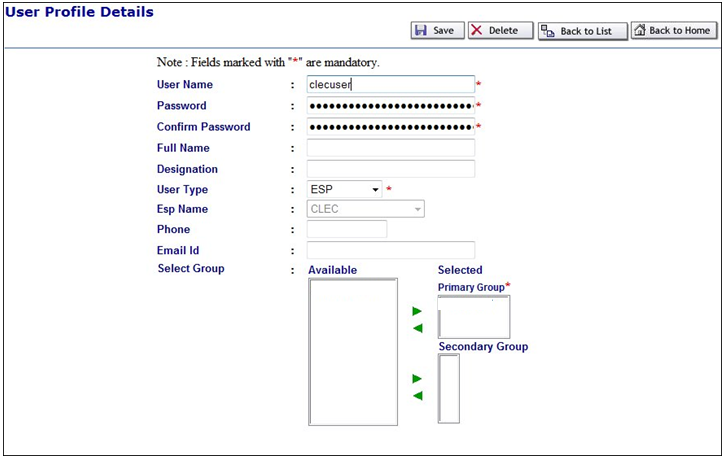 User Profile Details
Save Delete Back to List Back to Home
Note : Fields marked with "*" are mandatory.
User Name : clecuser *
Password : ●●●●●●●●●●●●●●●●●●●●●●●●●● *
Confirm Password : ●●●●●●●●●●●●●●●●●●●●●●●●●● *
Full Name :
Designation :
User Type : ESP *
Esp Name : CLEC
Phone :
Email Id :
Select Group : Available Selected
Primary Group*
Secondary Group